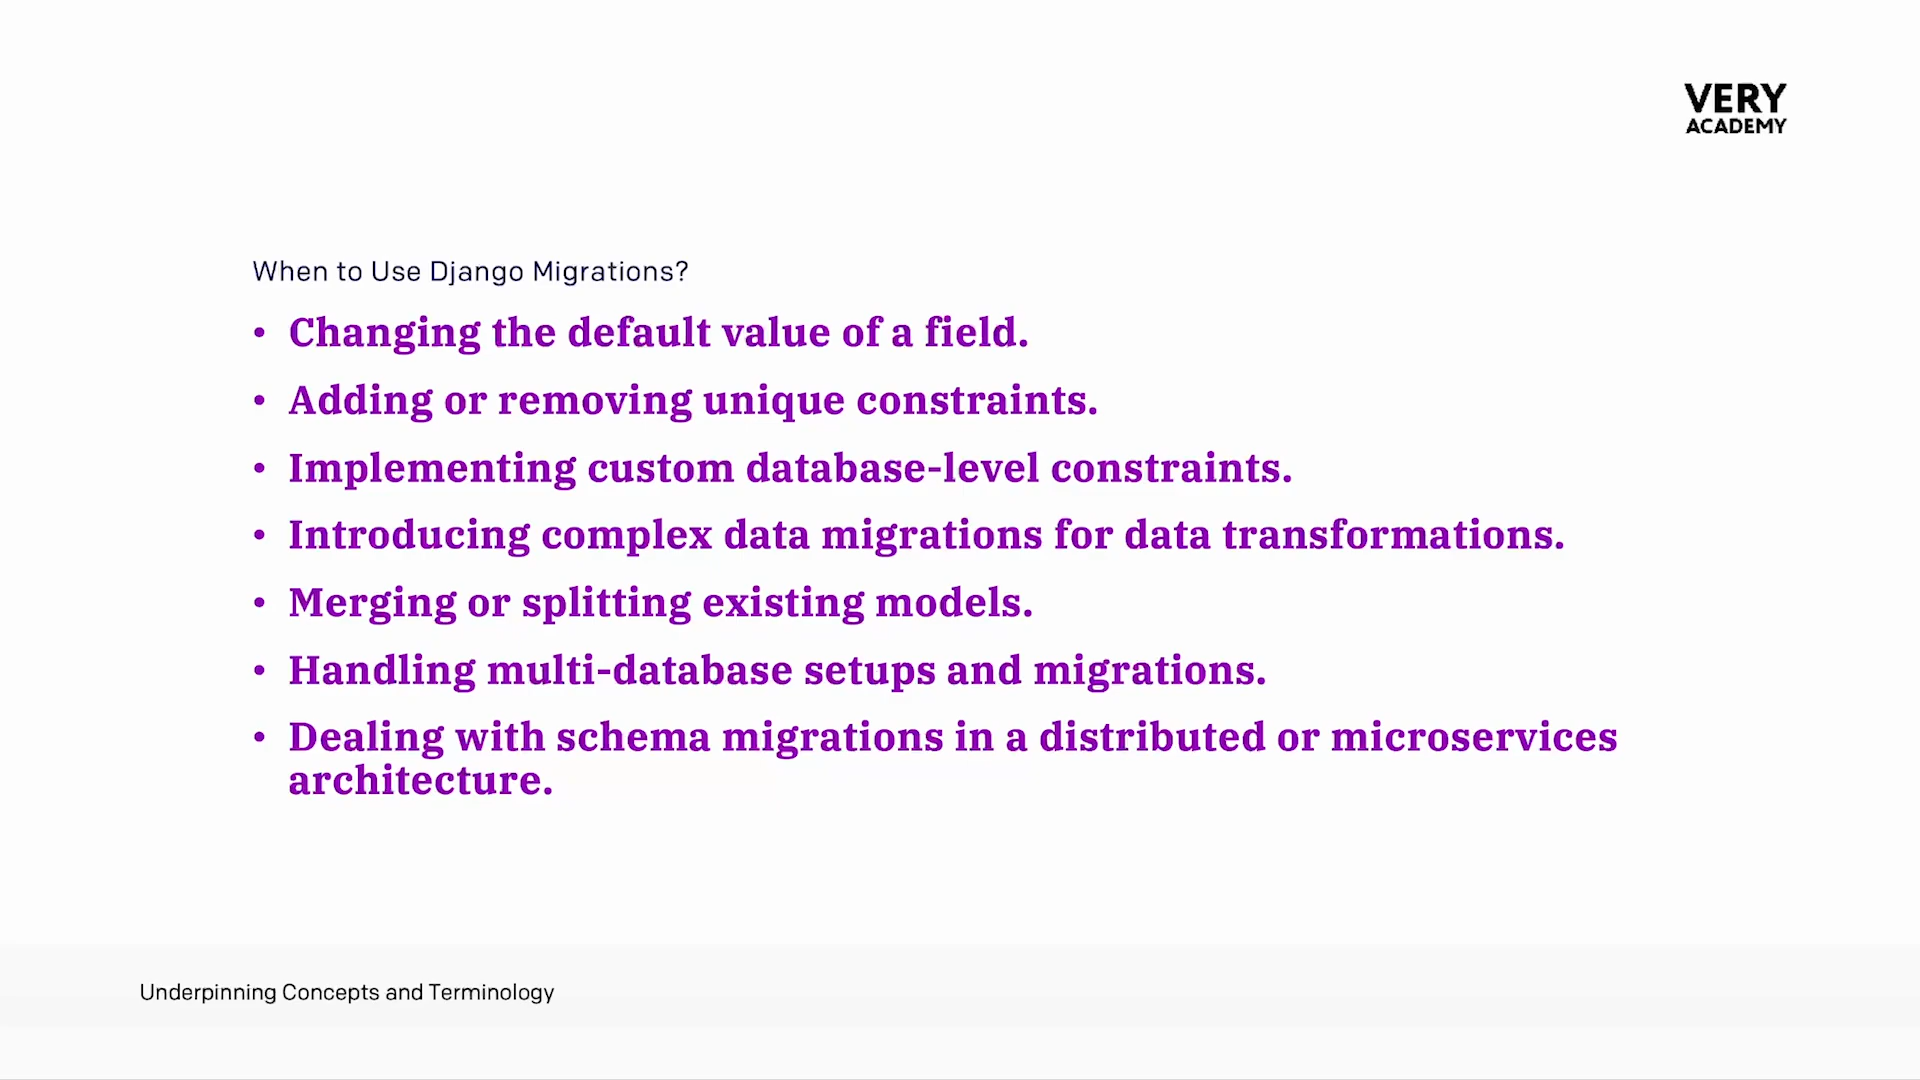 VERY
ACADEMY
When to Use Django Migrations?
• Changing the default value of a field.
• Adding or removing unique constraints.
• Implementing custom database-level constraints.
• Introducing complex data migrations for data transformations.
• Merging or splitting existing models.
• Handling multi-database setups and migrations.
• Dealing with schema migrations in a distributed or microservices
architecture.
Underpinning Concepts and Terminology